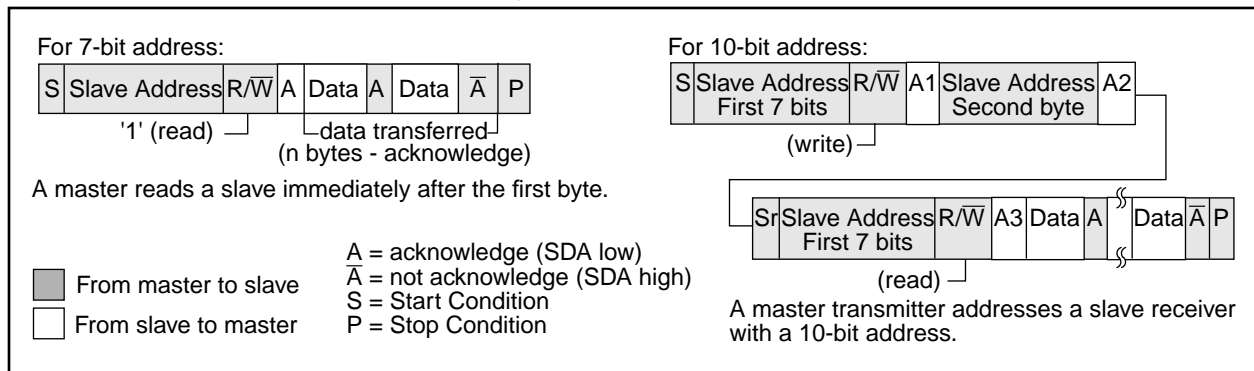 For 7-bit address:
S Slave Address R/W̅ A Data A Data A̅ P
'1' (read)
data transferred
(n bytes - acknowledge)
A master reads a slave immediately after the first byte.
From master to slave
From slave to master
A = acknowledge (SDA low)
A̅ = not acknowledge (SDA high)
S = Start Condition
P = Stop Condition
For 10-bit address:
S Slave Address First 7 bits R/W̅ A1 Slave Address Second byte A2
(write)
Sr Slave Address First 7 bits R/W̅ A3 Data A Data A̅ P
(read)
A master transmitter addresses a slave receiver
with a 10-bit address.